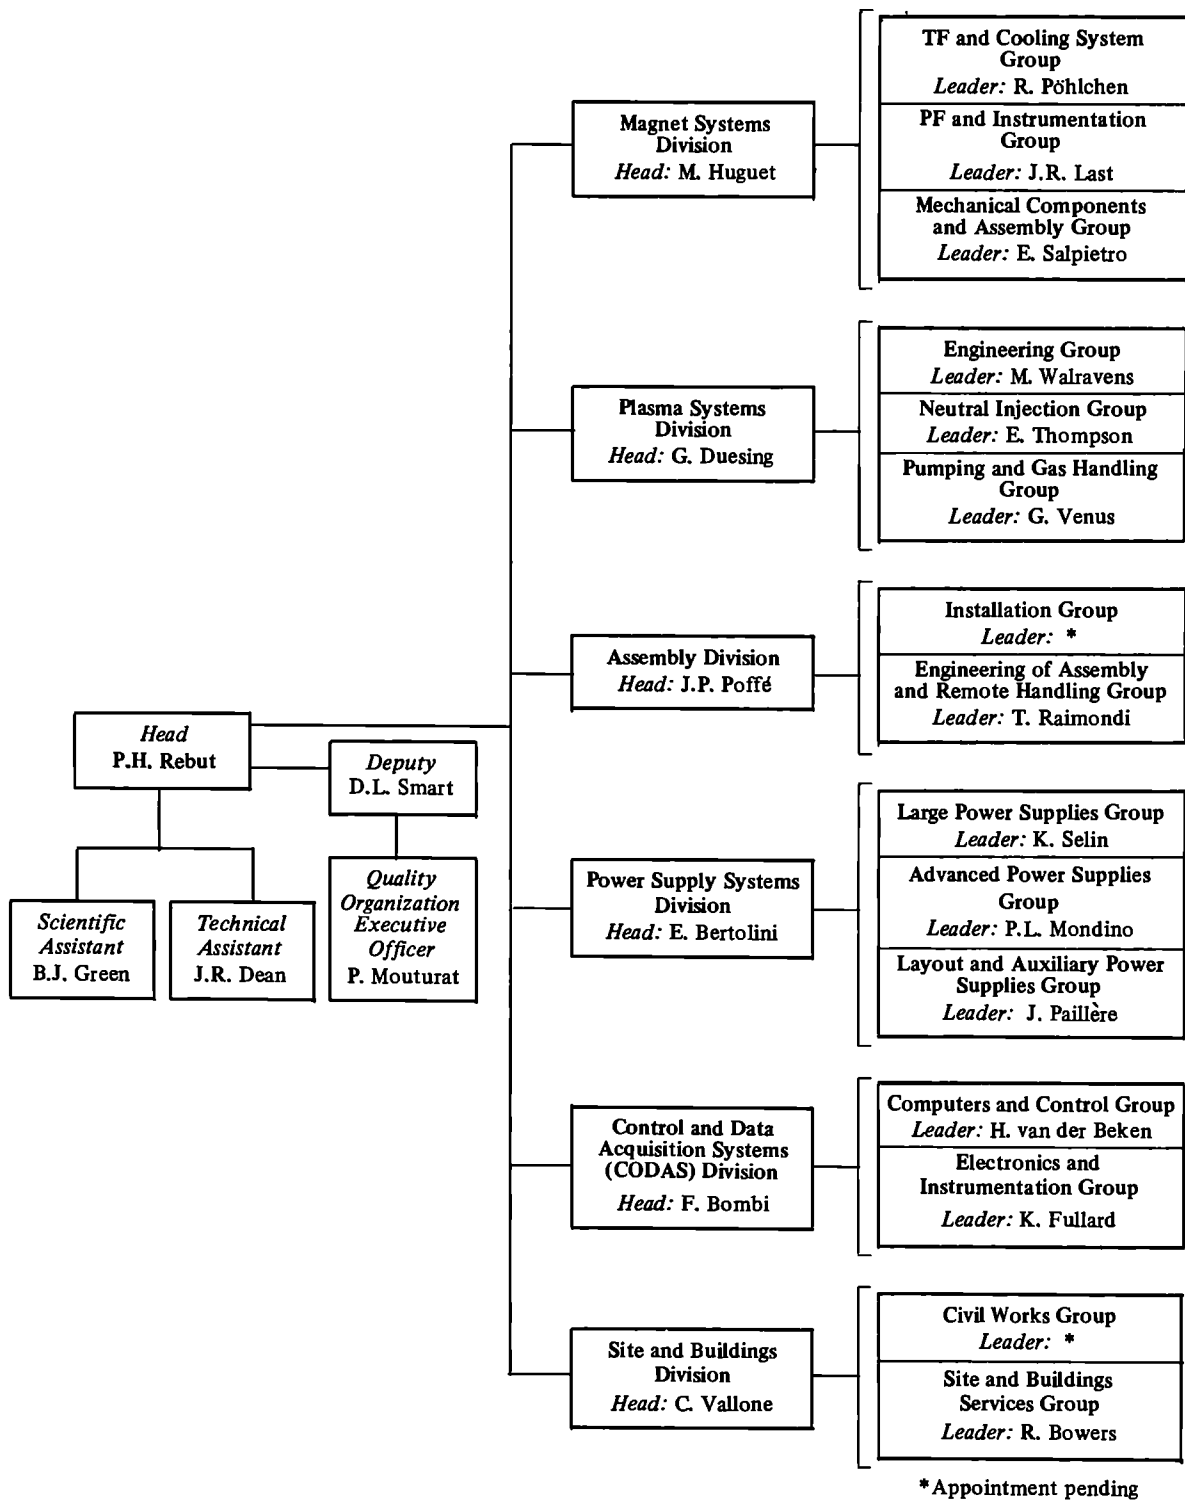 Head
P.H. Rebut
Deputy
D.L. Smart
Scientific
Assistant
B.J. Green
Technical
Assistant
J.R. Dean
Quality
Organization
Executive
Officer
P. Mouturat
Magnet Systems
Division
Head: M. Huguet
TF and Cooling System
Group
Leader: R. Pöhlchen
PF and Instrumentation
Group
Leader: J.R. Last
Mechanical Components
and Assembly Group
Leader: E. Salpietro
Plasma Systems
Division
Head: G. Duesing
Engineering Group
Leader: M. Walravens
Neutral Injection Group
Leader: E. Thompson
Pumping and Gas Handling
Group
Leader: G. Venus
Assembly Division
Head: J.P. Poffé
Installation Group
Leader: *
Engineering of Assembly
and Remote Handling Group
Leader: T. Raimondi
Power Supply Systems
Division
Head: E. Bertolini
Large Power Supplies Group
Leader: K. Selin
Advanced Power Supplies
Group
Leader: P.L. Mondino
Layout and Auxiliary Power
Supplies Group
Leader: J. Paillère
Control and Data
Acquisition Systems
(CODAS) Division
Head: F. Bombi
Computers and Control Group
Leader: H. van der Beken
Electronics and
Instrumentation Group
Leader: K. Fullard
Site and Buildings
Division
Head: C. Vallone
Civil Works Group
Leader: *
Site and Buildings
Services Group
Leader: R. Bowers
*Appointment pending